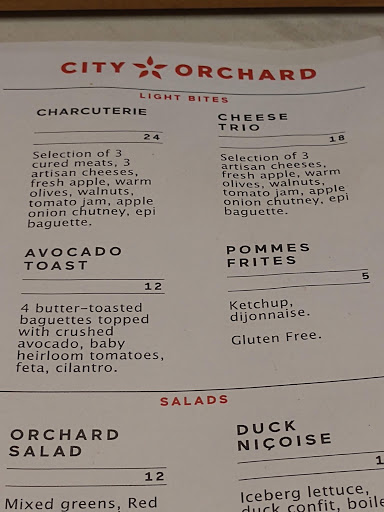 CITY ORCHARD
LIGHT BITES
CHARCUTERIE
24
Selection of 3
cured meats, 3
artisan cheeses,
fresh apple, warm
olives, walnuts,
tomato jam, apple
onion chutney, epi
baguette.
CHEESE
TRIO
18
Selection of 3
artisan cheeses,
fresh apple, warm
olives, walnuts,
tomato jam, apple
onion chutney, epi
baguette.
AVOCADO
TOAST
12
4 butter-toasted
baguettes topped
with crushed
avocado, baby
heirloom tomatoes,
feta, cilantro.
POMMES
FRITES
5
Ketchup,
dijonnaise.
Gluten Free.
SALADS
ORCHARD
SALAD
12
Mixed greens, Red
DUCK
NIÇOISE
1
Iceberg lettuce,
duck confit, boile